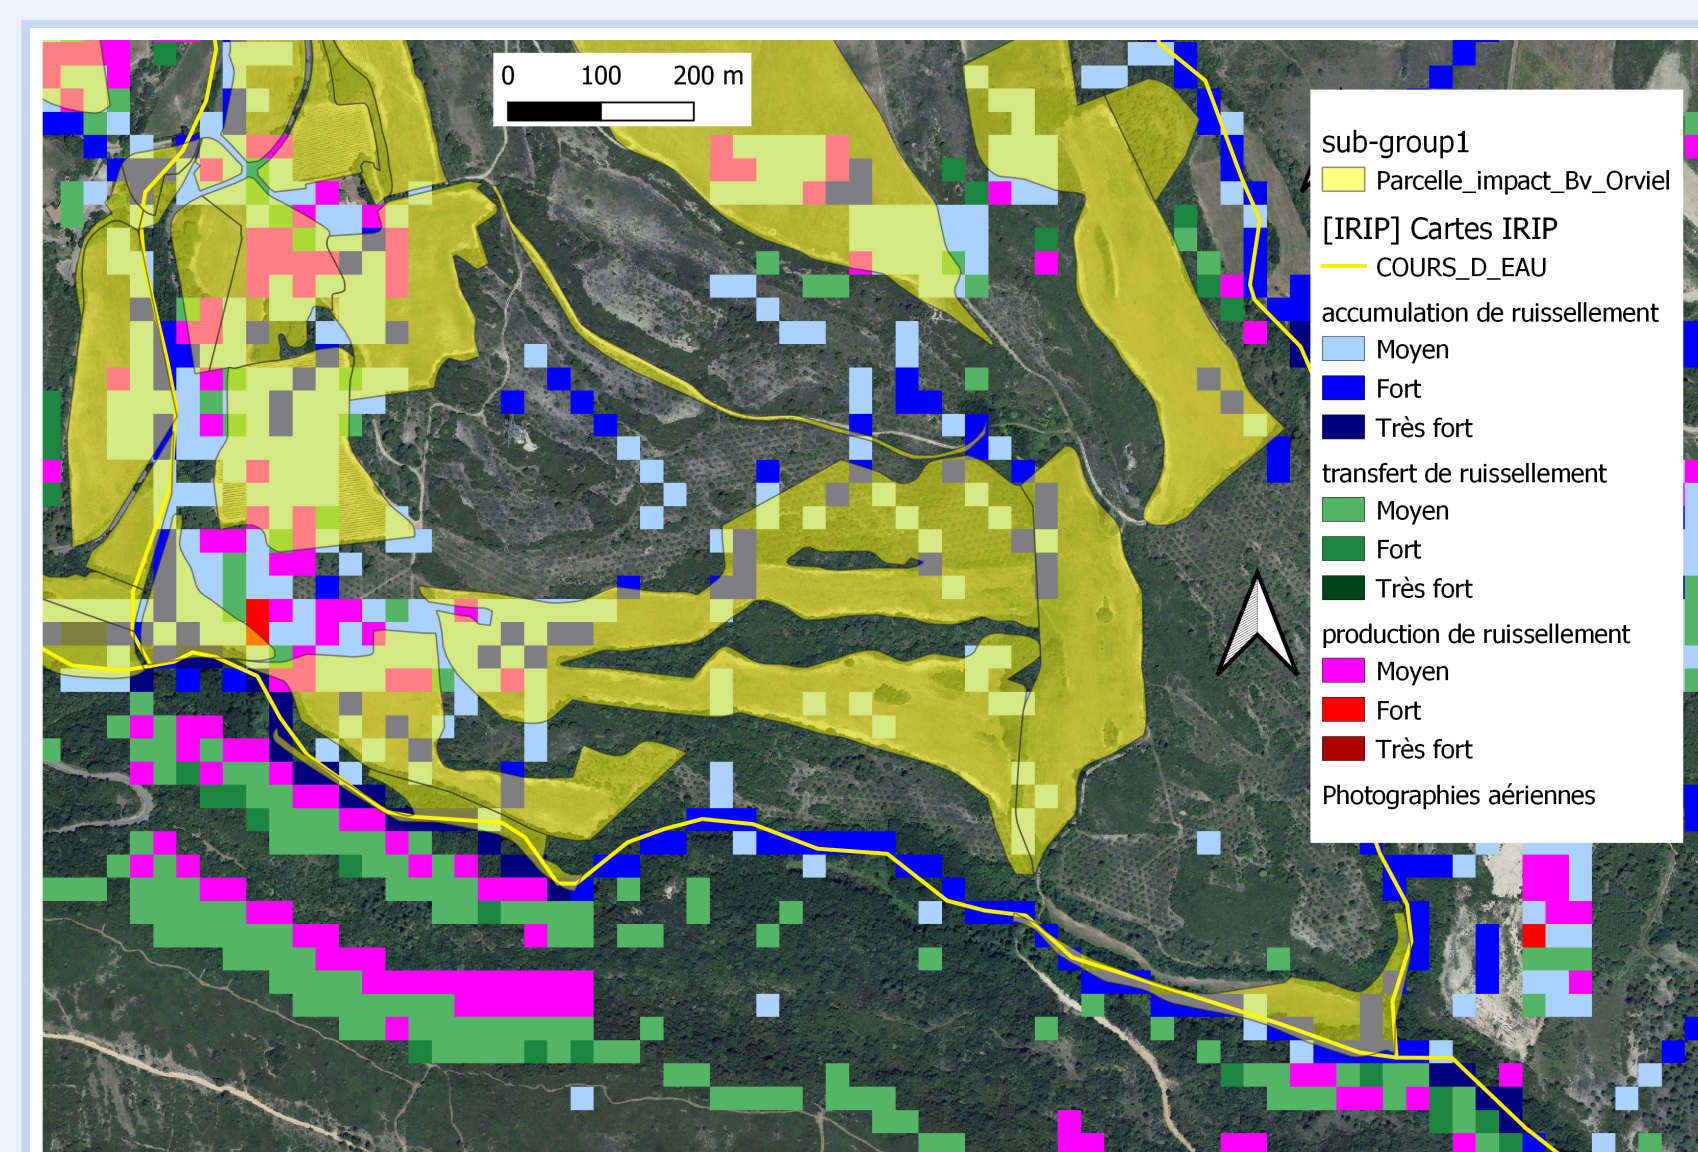 0 100 200 m
sub-group1
Parcelle_impact_Bv_Orviel
[IRIP] Cartes IRIP
COURS_D_EAU
accumulation de ruissellement
Moyen
Fort
Très fort
transfert de ruissellement
Moyen
Fort
Très fort
production de ruissellement
Moyen
Fort
Très fort
Photographies aériennes